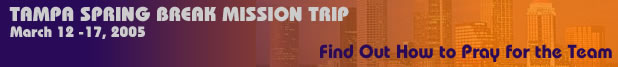 TAMPA SPRING BREAK MISSION TRIP
March 12 -17, 2005
Find Out How to Pray for the Team